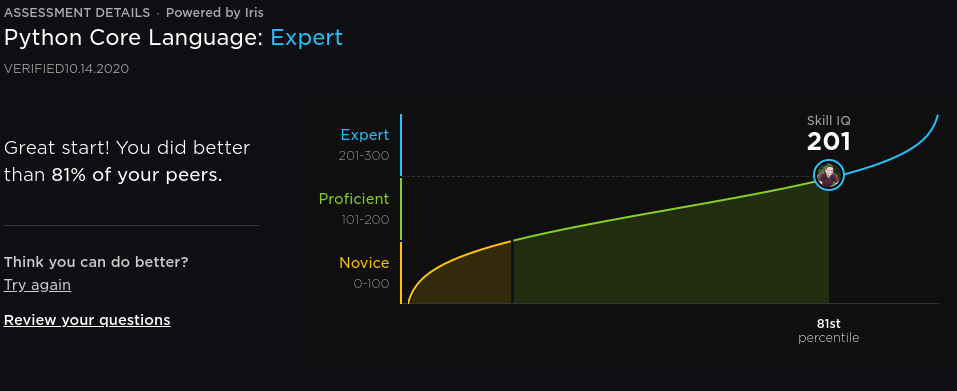 ASSESSMENT DETAILS · Powered by Iris
Python Core Language: Expert
VERIFIED10.14.2020
Great start! You did better
than 81% of your peers.
Think you can do better?
Try again
Review your questions
Expert
201-300
Proficient
101-200
Novice
0-100
Skill IQ
201
81st
percentile